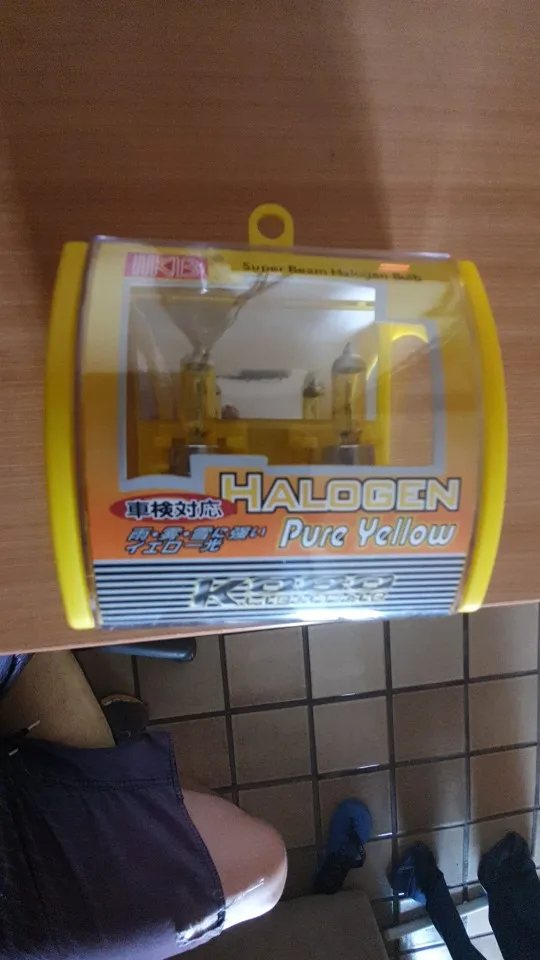 MKB
Super Beam Halogen Bulb
HALOGEN
車検対応
Pure Yellow
雨・霧・雪に強い
イエロー光